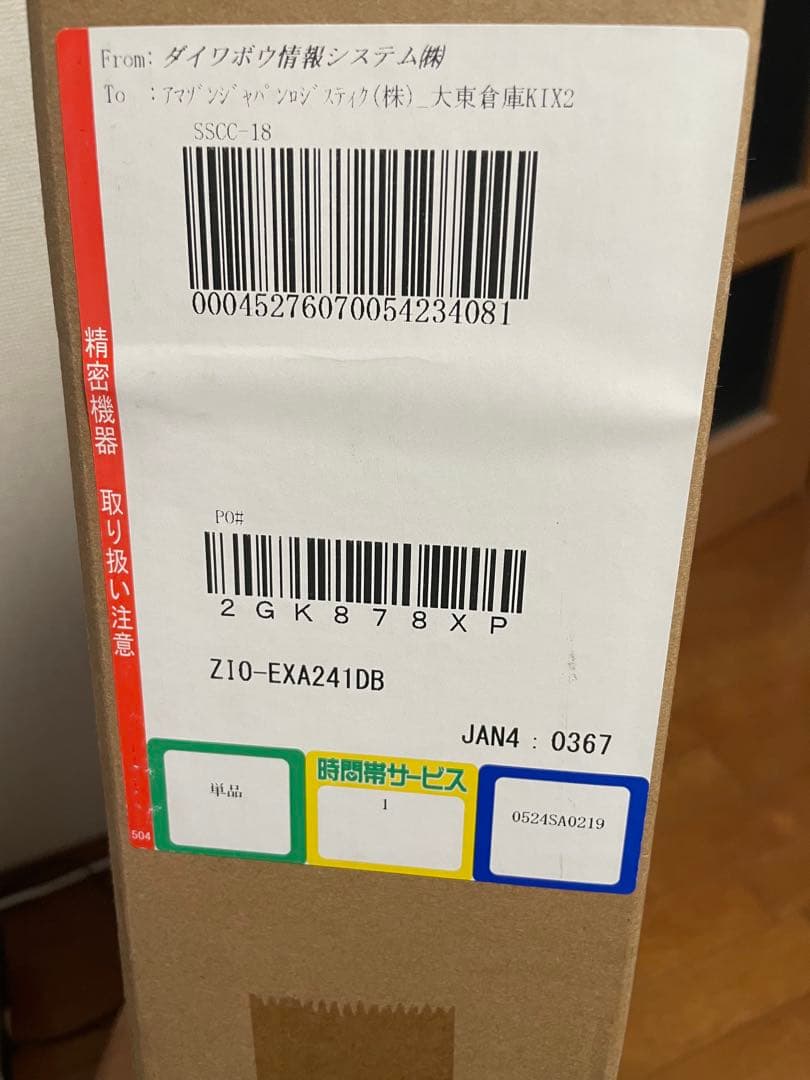 From: ダイワボウ情報システム㈱
To :アマゾンジャパンロジスティク(株)_大東倉庫KIX2
SSCC-18
00045276070054234081
精密機器 取り扱い注意
PO#
2GK878XP
ZIO-EXA241DB
JAN4 : 0367
単品
時間帯サービス
1
0524SA0219
504